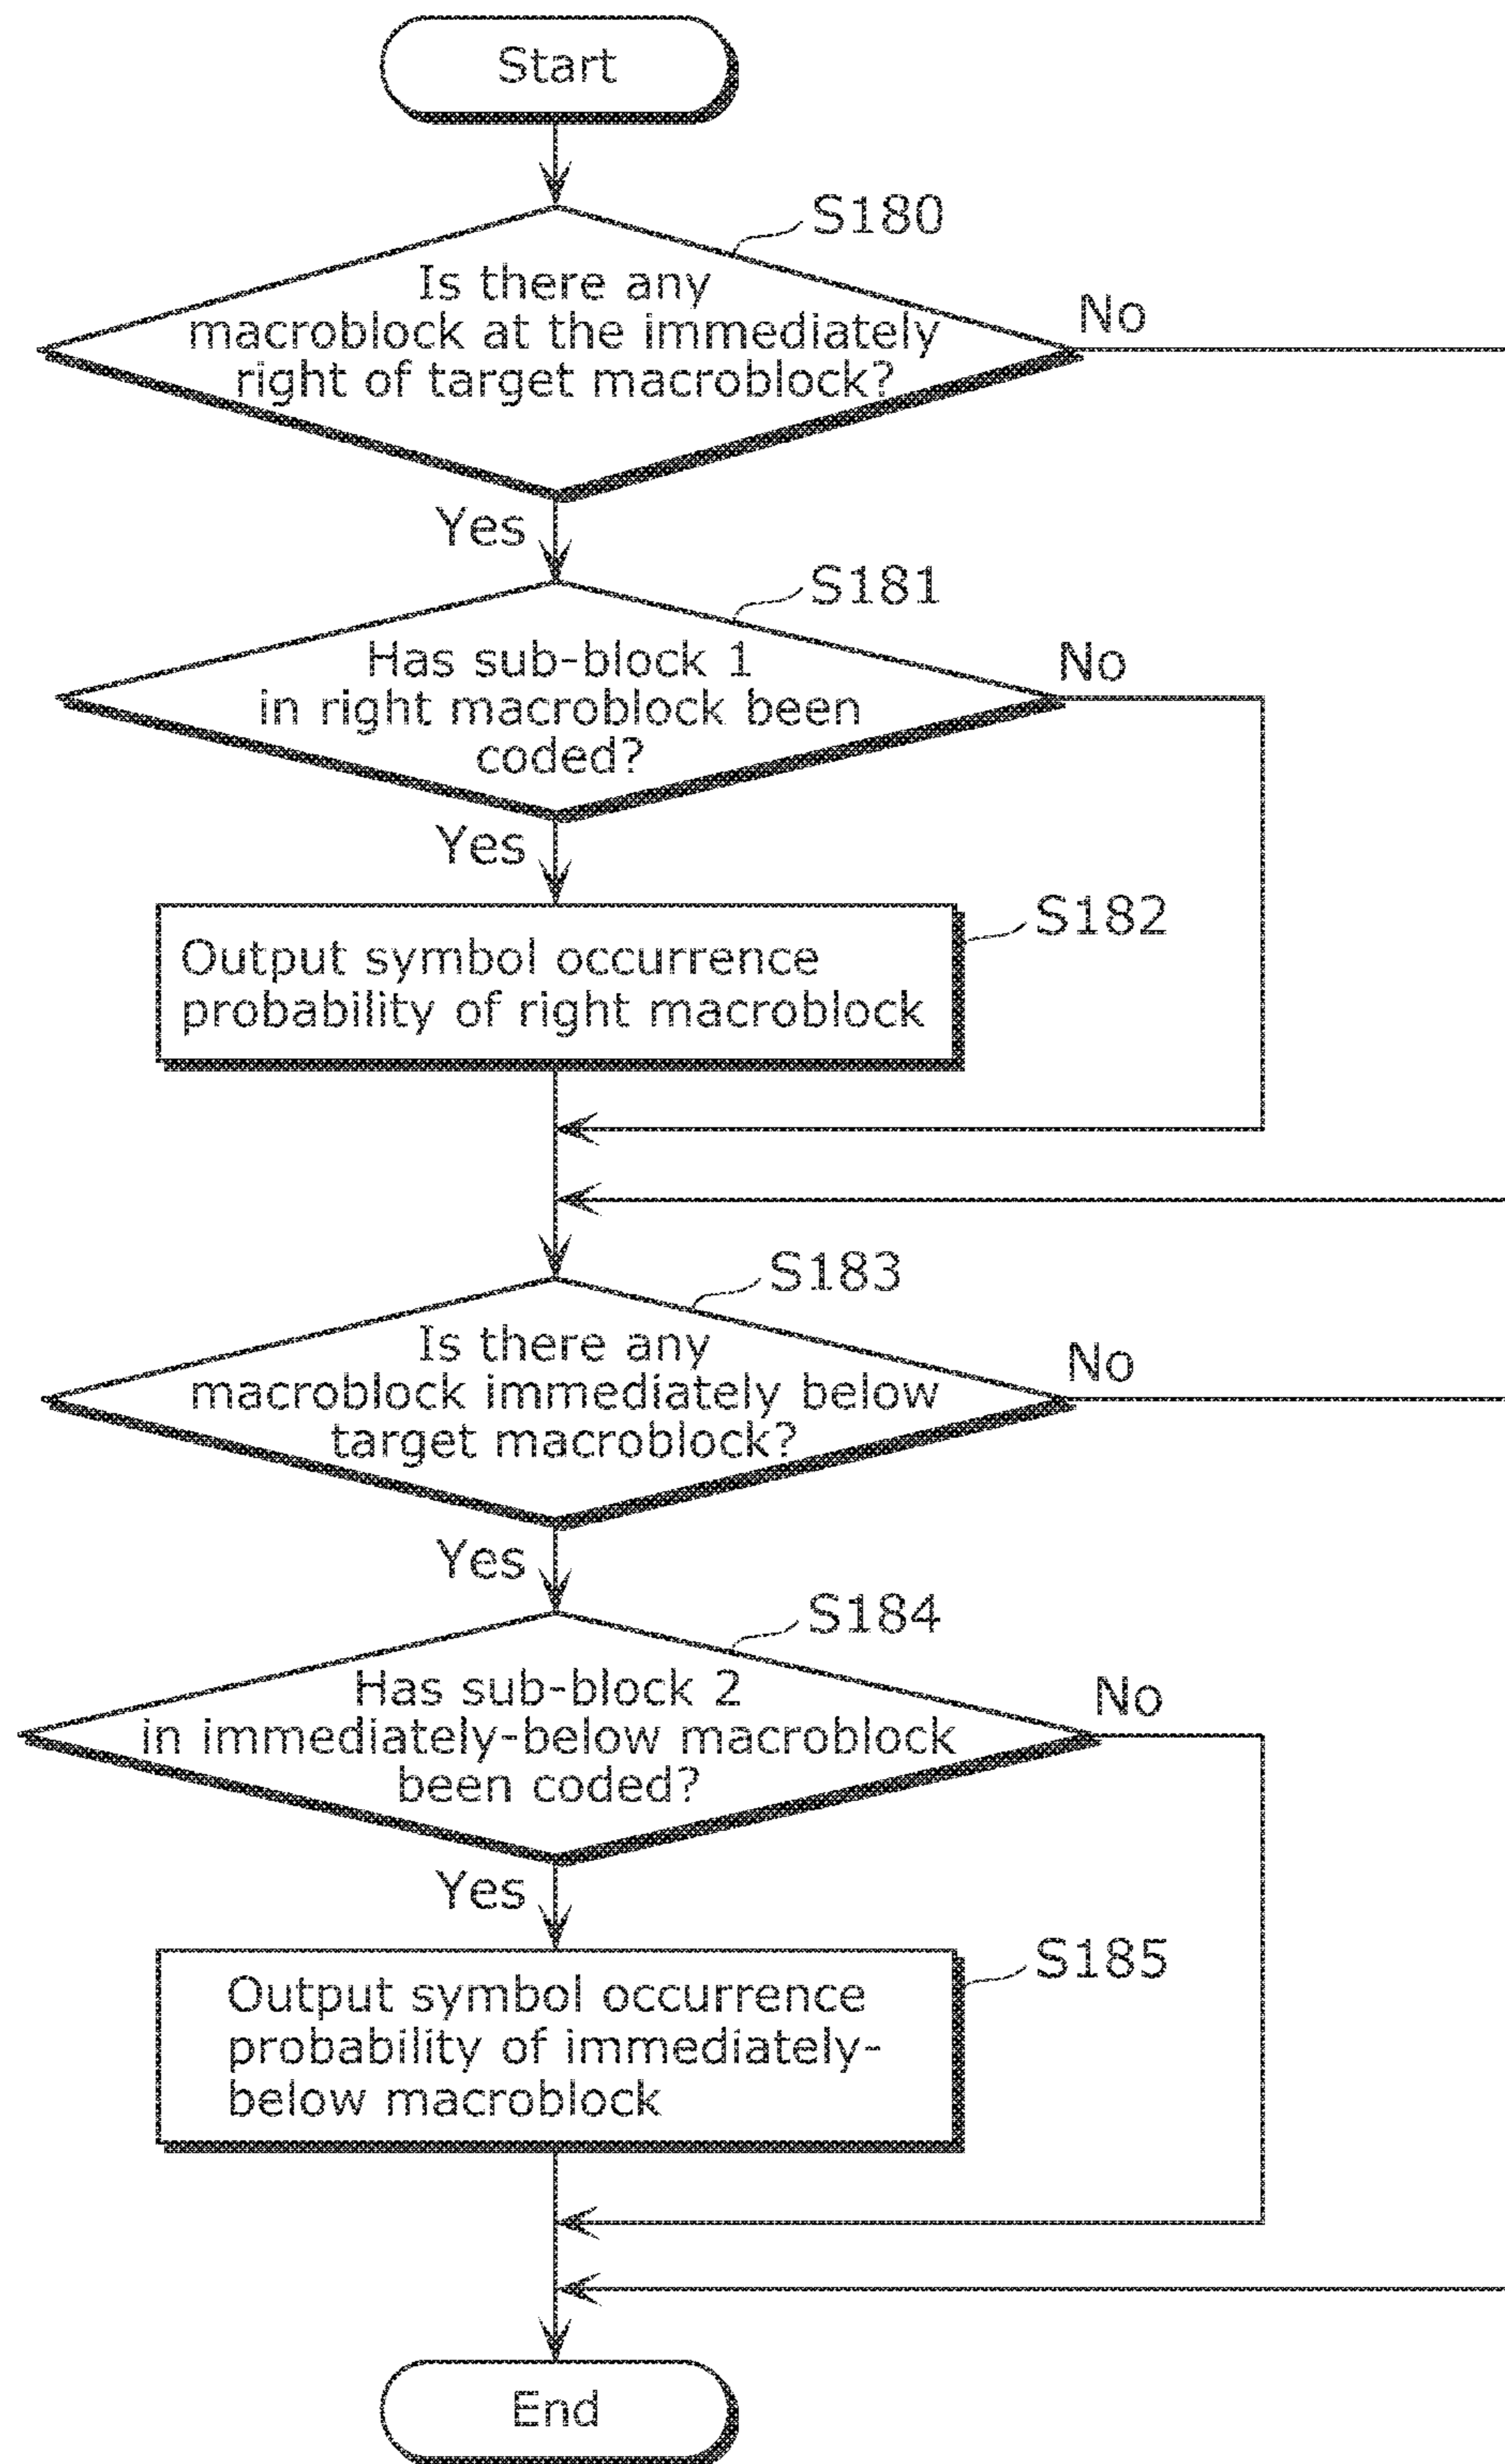 Start
S180
Is there any
macroblock at the immediately
right of target macroblock?
No
Yes
S181
Has sub-block 1
in right macroblock been
coded?
No
Yes
S182
Output symbol occurrence
probability of right macroblock
S183
Is there any
macroblock immediately below
target macroblock?
No
Yes
S184
Has sub-block 2
in immediately-below macroblock
been coded?
No
Yes
S185
Output symbol occurrence
probability of immediately-
below macroblock
End